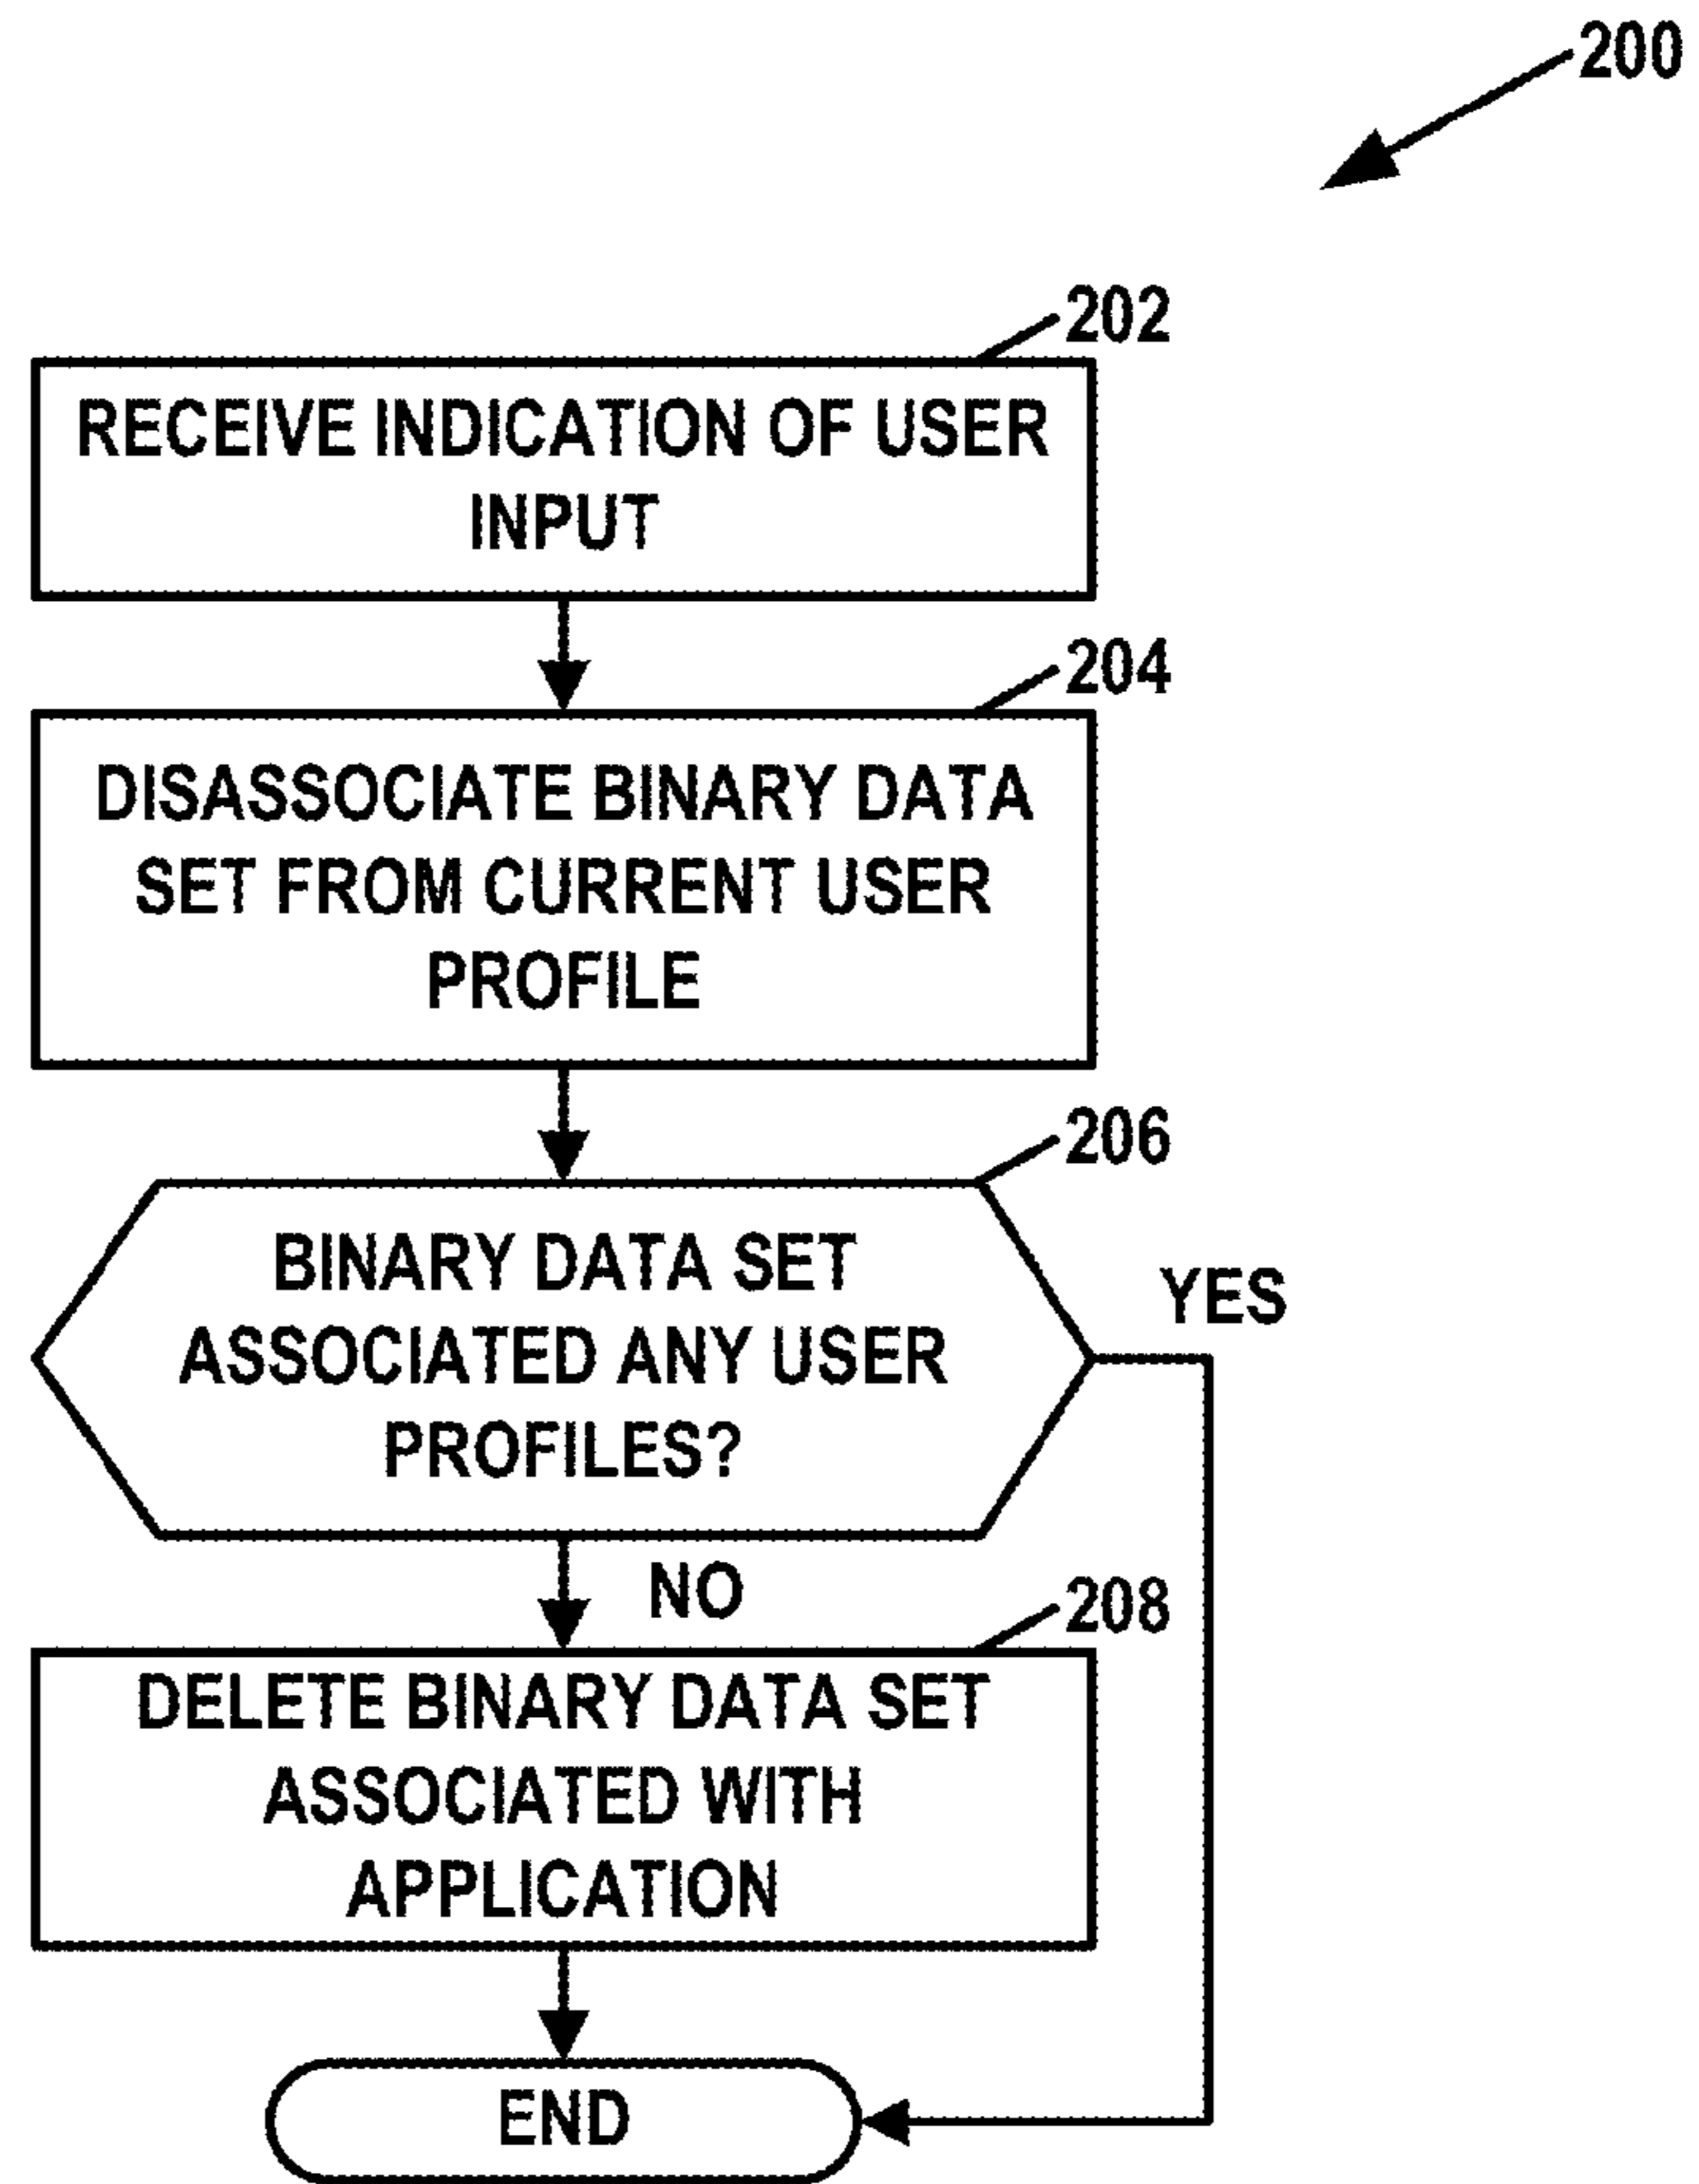 200
202
RECEIVE INDICATION OF USER
INPUT
204
DISASSOCIATE BINARY DATA
SET FROM CURRENT USER
PROFILE
206
BINARY DATA SET
ASSOCIATED ANY USER
PROFILES?
YES
NO
208
DELETE BINARY DATA SET
ASSOCIATED WITH
APPLICATION
END